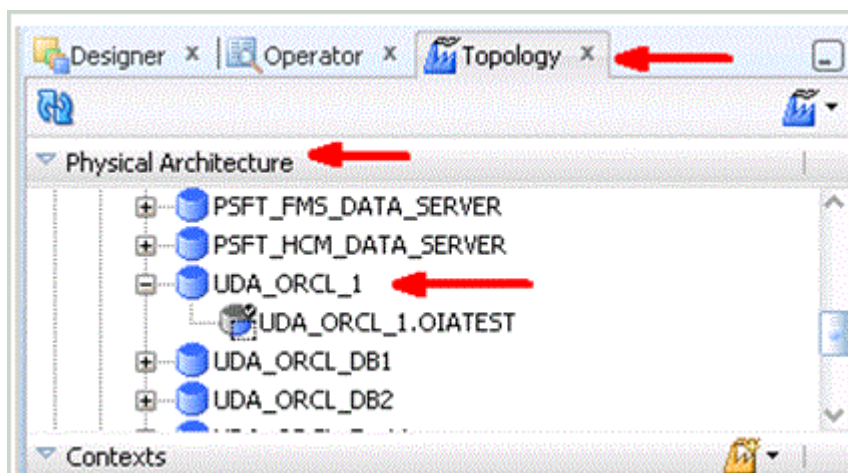 Designer Operator Topology
Physical Architecture
PSFT_FMS_DATA_SERVER
PSFT_HCM_DATA_SERVER
UDA_ORCL_1
UDA_ORCL_1.OIATEST
UDA_ORCL_DB1
UDA_ORCL_DB2
Contexts